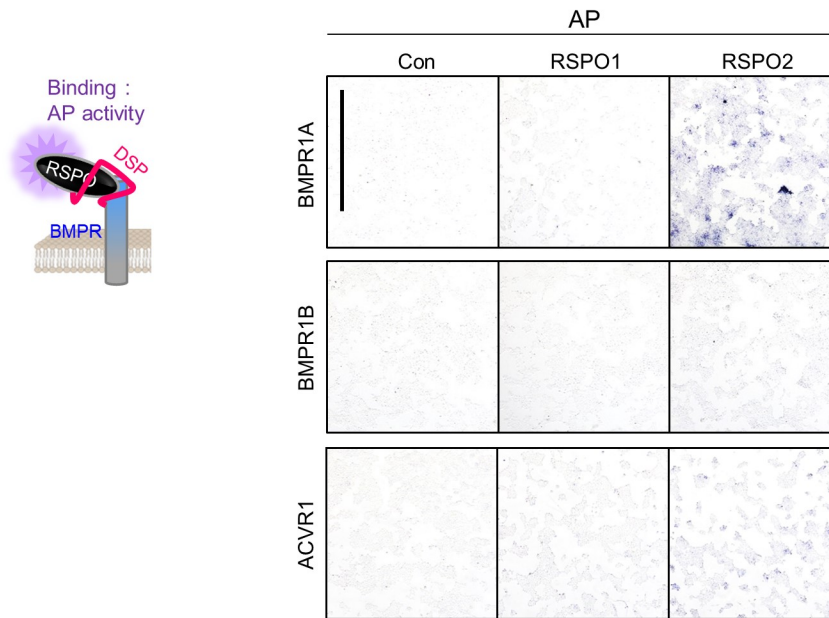 Binding :
AP activity
RSPO
DSP
BMPR
AP
Con RSPO1 RSPO2
BMPR1A
BMPR1B
ACVR1